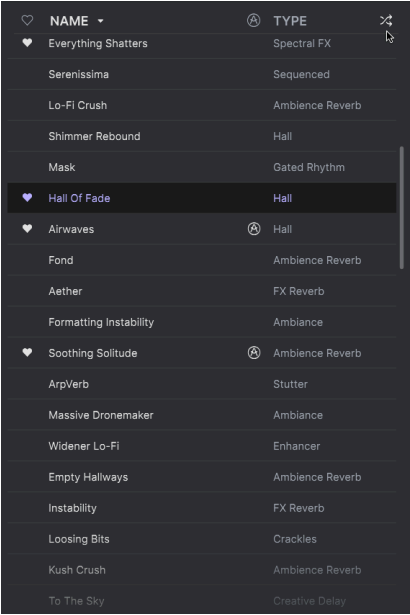 NAME TYPE
Everything Shatters Spectral FX
Serenissima Sequenced
Lo-Fi Crush Ambience Reverb
Shimmer Rebound Hall
Mask Gated Rhythm
Hall Of Fade Hall
Airwaves Hall
Fond Ambience Reverb
Aether FX Reverb
Formatting Instability Ambiance
Soothing Solitude Ambience Reverb
ArpVerb Stutter
Massive Dronemaker Ambiance
Widener Lo-Fi Enhancer
Empty Hallways Ambience Reverb
Instability FX Reverb
Loosing Bits Crackles
Kush Crush Ambience Reverb
To The Sky Creative Delay